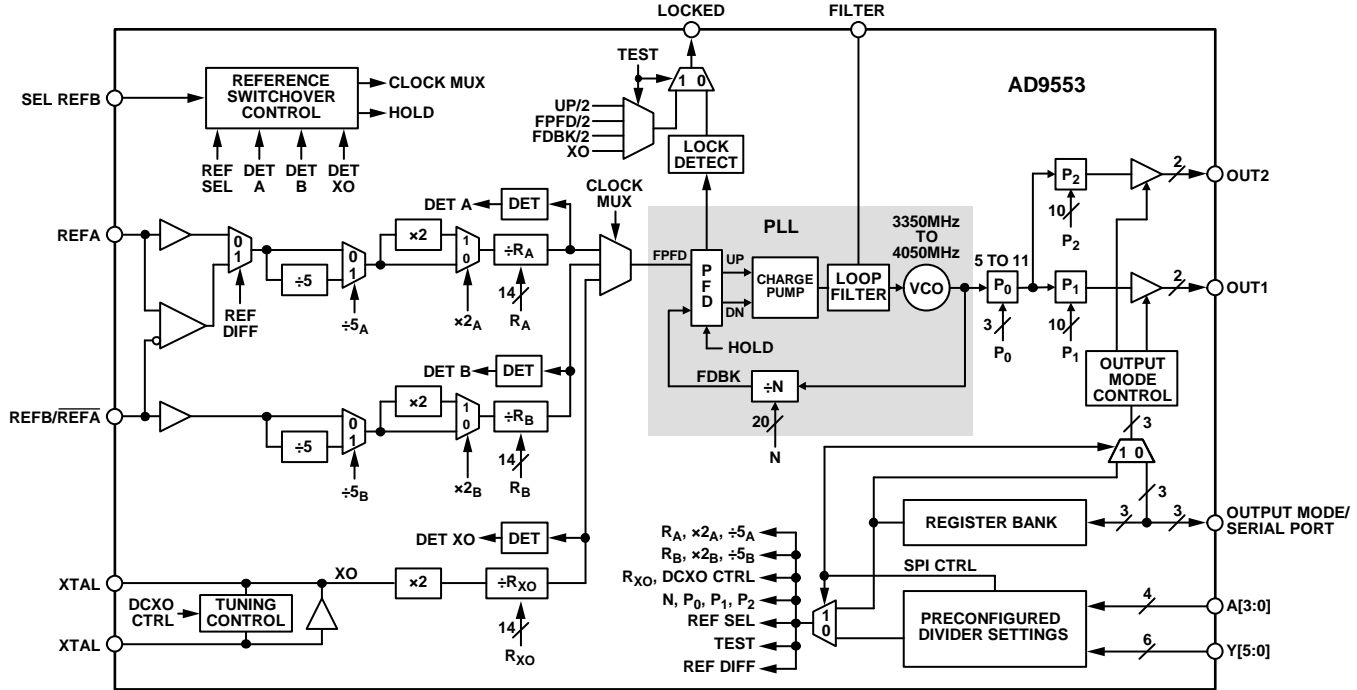 LOCKED
FILTER
AD9553
SEL REFB
REFERENCE
SWITCHOVER
CONTROL
CLOCK MUX
HOLD
REF
SEL
DET
A
DET
B
DET
XO
TEST
1 0
UP/2
FPFD/2
FDBK/2
XO
LOCK
DETECT
CLOCK
MUX
REFA
0
1
REF
DIFF
÷5
0
1
÷5A
×2
1
0
×2A
÷RA
14
RA
DET A
DET
PLL
FPFD
PFD
UP
DN
CHARGE
PUMP
LOOP
FILTER
3350MHz
TO
4050MHz
VCO
HOLD
FDBK
÷N
20
N
5 TO 11
P0
3
P0
P2
10
P2
2
OUT2
P1
10
P1
2
OUT1
OUTPUT
MODE
CONTROL
3
1 0
3
REFB/REFA
÷5
0
1
÷5B
×2
1
0
×2B
÷RB
14
RB
DET B
DET
REGISTER BANK
3
3
OUTPUT MODE/
SERIAL PORT
DET XO
DET
XTAL
XO
×2
÷RXO
14
RXO
DCXO
CTRL
TUNING
CONTROL
XTAL
RA, ×2A, ÷5A
RB, ×2B, ÷5B
RXO, DCXO CTRL
N, P0, P1, P2
REF SEL
TEST
REF DIFF
1
0
SPI CTRL
PRECONFIGURED
DIVIDER SETTINGS
4
A[3:0]
6
Y[5:0]